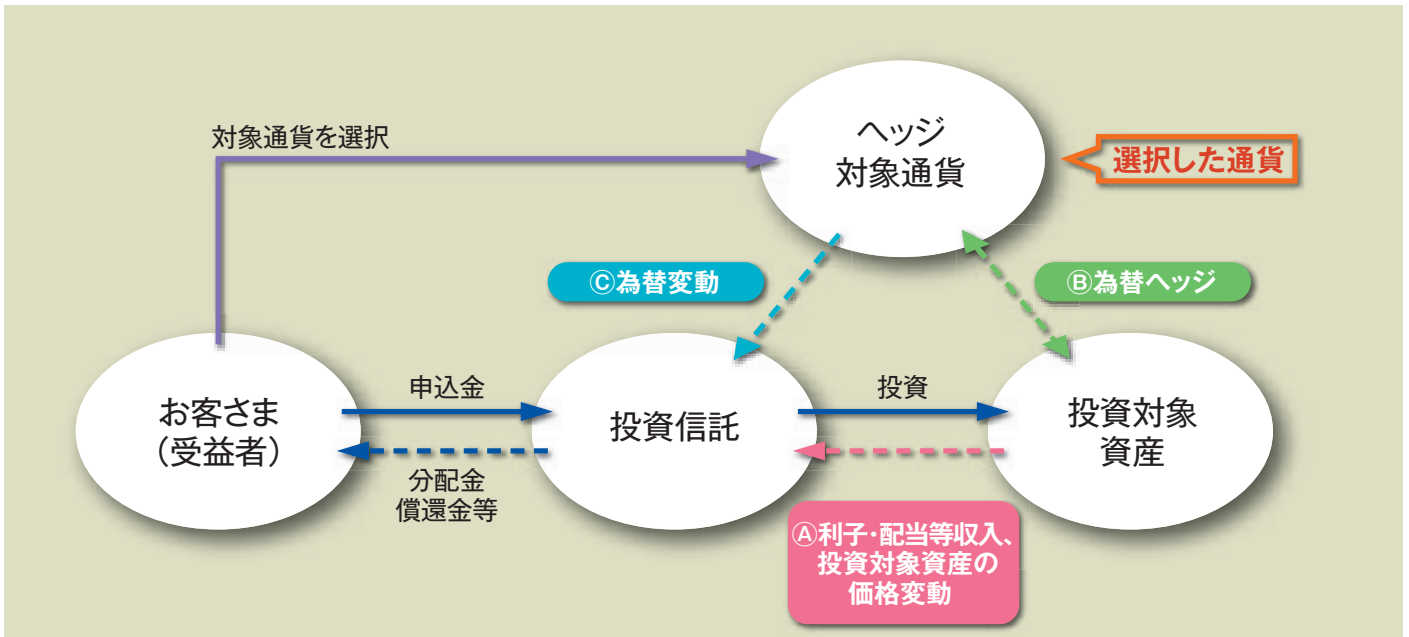 対象通貨を選択
ヘッジ
対象通貨
選択した通貨
Ⓒ為替変動
Ⓑ為替ヘッジ
お客さま
（受益者）
申込金
分配金
償還金等
投資信託
投資
投資対象
資産
Ⓐ利子・配当等収入、
投資対象資産の
価格変動